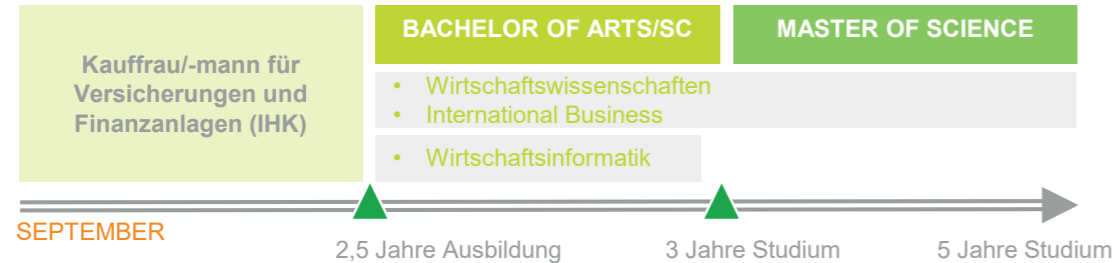 Kauffrau/-mann für
Versicherungen und
Finanzanlagen (IHK)
BACHELOR OF ARTS/SC
MASTER OF SCIENCE
• Wirtschaftswissenschaften
• International Business
• Wirtschaftsinformatik
SEPTEMBER
2,5 Jahre Ausbildung
3 Jahre Studium
5 Jahre Studium